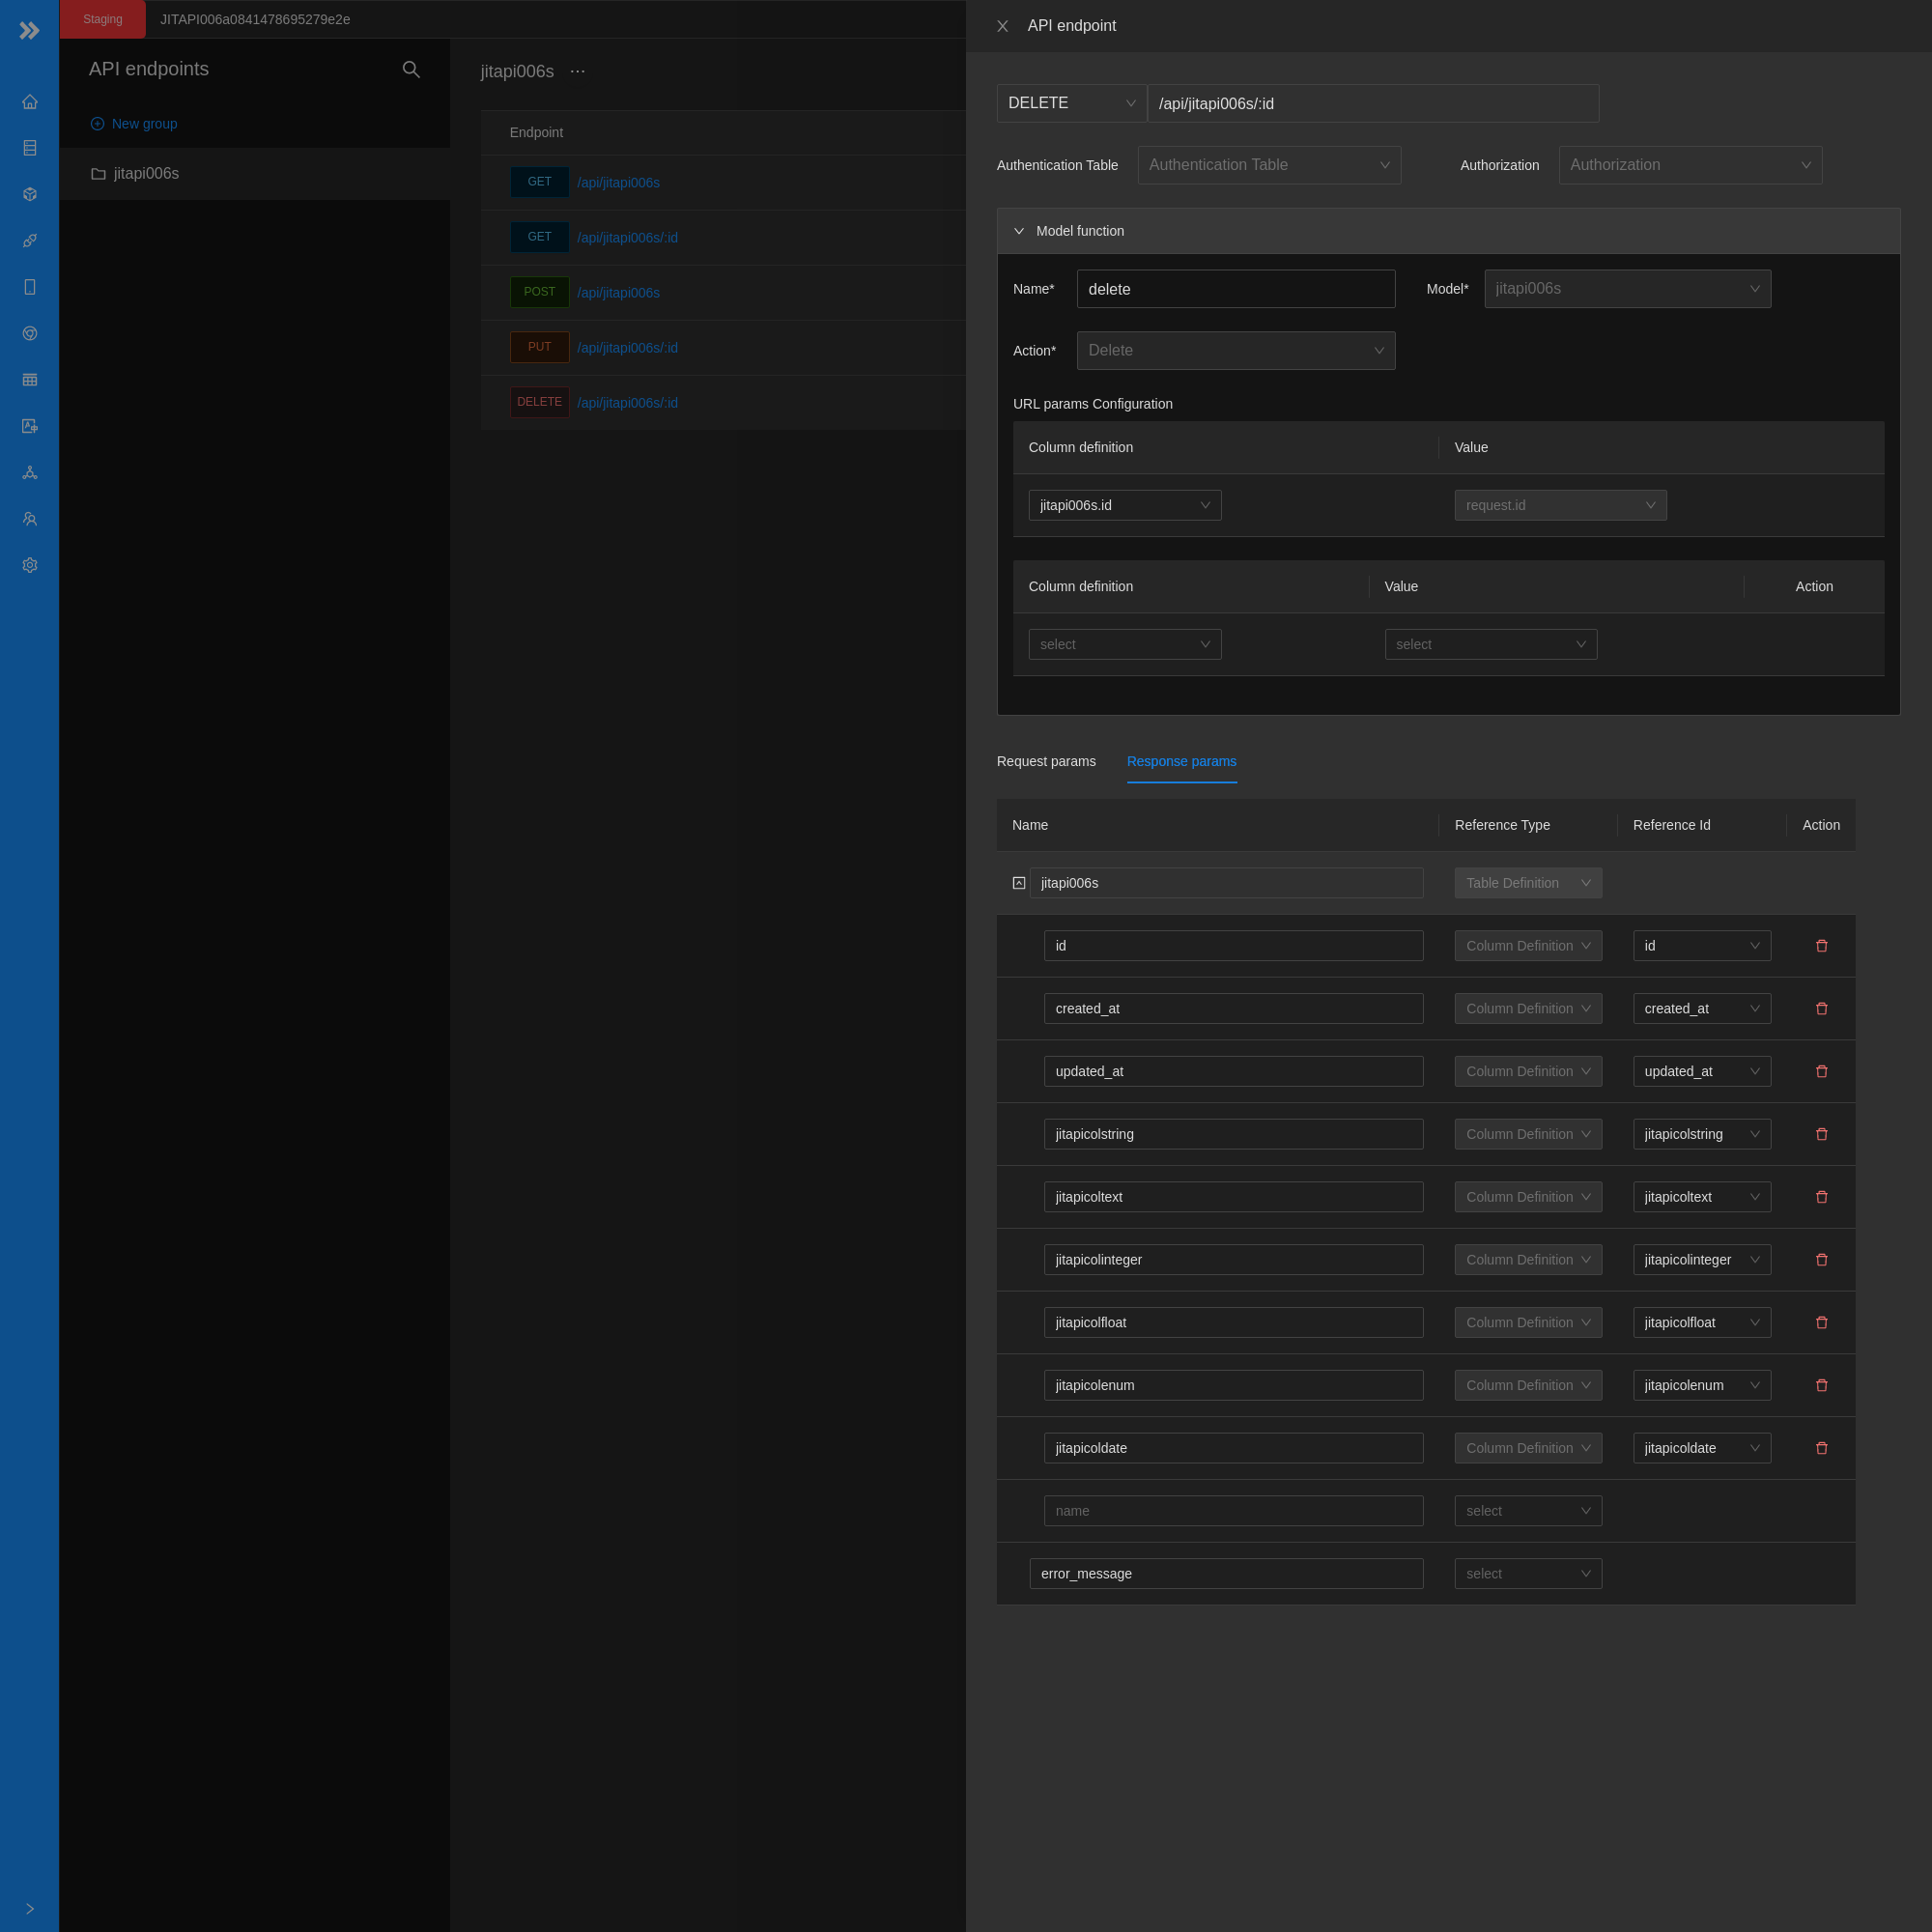 Staging JITAPI006a0841478695279e2e
API endpoints
New group
jitapi006s
jitapi006s ...
Endpoint
GET /api/jitapi006s
GET /api/jitapi006s/:id
POST /api/jitapi006s
PUT /api/jitapi006s/:id
DELETE /api/jitapi006s/:id
API endpoint
DELETE /api/jitapi006s/:id
Authentication Table Authentication Table Authorization Authorization
Model function
Name* delete Model* jitapi006s
Action* Delete
URL params Configuration
Column definition Value
jitapi006s.id request.id
Column definition Value Action
select select
Request params Response params
Name Reference Type Reference Id Action
jitapi006s Table Definition
id Column Definition id
created_at Column Definition created_at
updated_at Column Definition updated_at
jitapicolstring Column Definition jitapicolstring
jitapicoltext Column Definition jitapicoltext
jitapicolinteger Column Definition jitapicolinteger
jitapicolfloat Column Definition jitapicolfloat
jitapicolenum Column Definition jitapicolenum
jitapicoldate Column Definition jitapicoldate
name select
error_message select